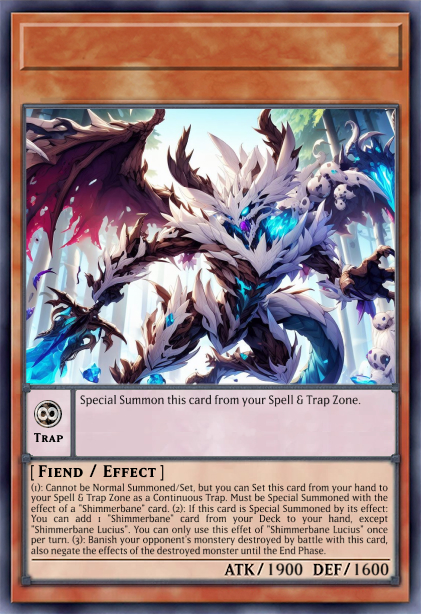 Special Summon this card from your Spell & Trap Zone.
TRAP
[ FIEND / EFFECT ]
(1): Cannot be Normal Summoned/Set, but you can Set this card from your hand to
your Spell & Trap Zone as a Continuous Trap. Must be Special Summoned with the
effect of a "Shimmerbane" card. (2): If this card is Special Summoned by its effect:
You can add 1 "Shimmerbane" card from your Deck to your hand, except
"Shimmerbane Lucius". You can only use this effet of "Shimmerbane Lucius" once
per turn. (3): Banish your opponent's monstery destroyed by battle with this card,
also negate the effects of the destroyed monster until the End Phase.
ATK/1900 DEF/1600